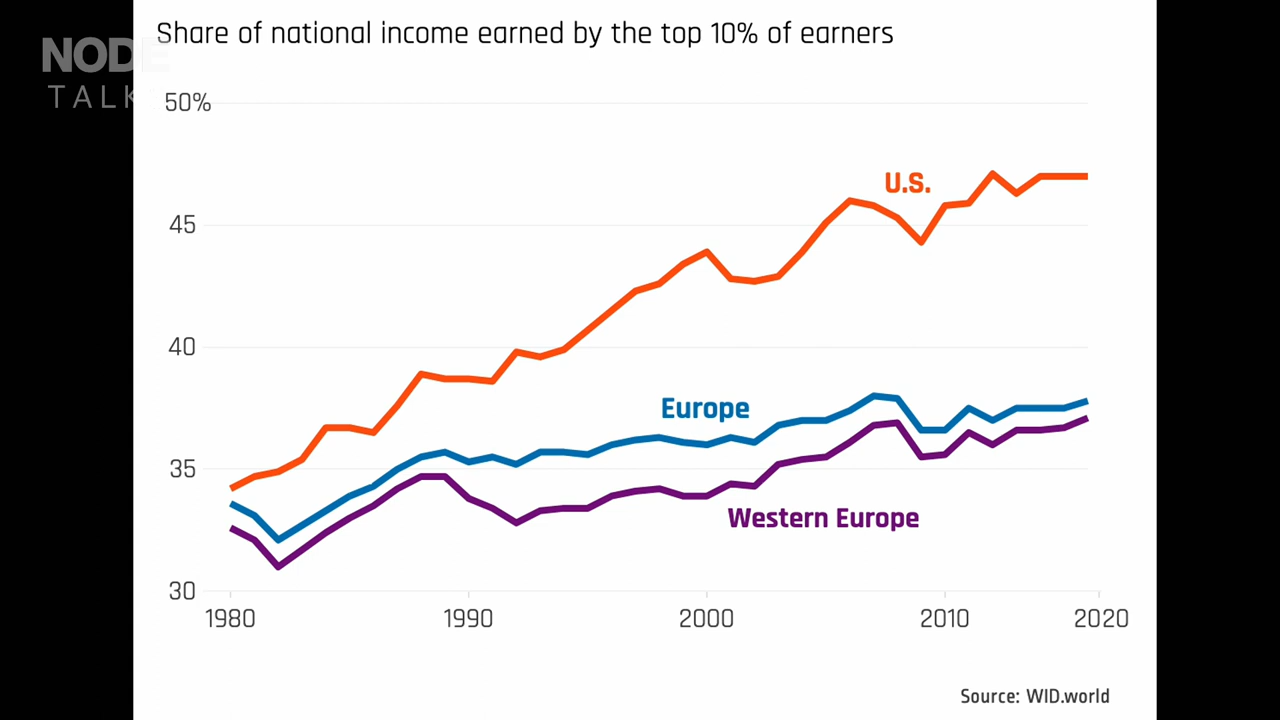 Share of national income earned by the top 10% of earners
NODE
TALK
50%
U.S.
45
40
Europe
35
Western Europe
30
1980 1990 2000 2010 2020
Source: WID.world